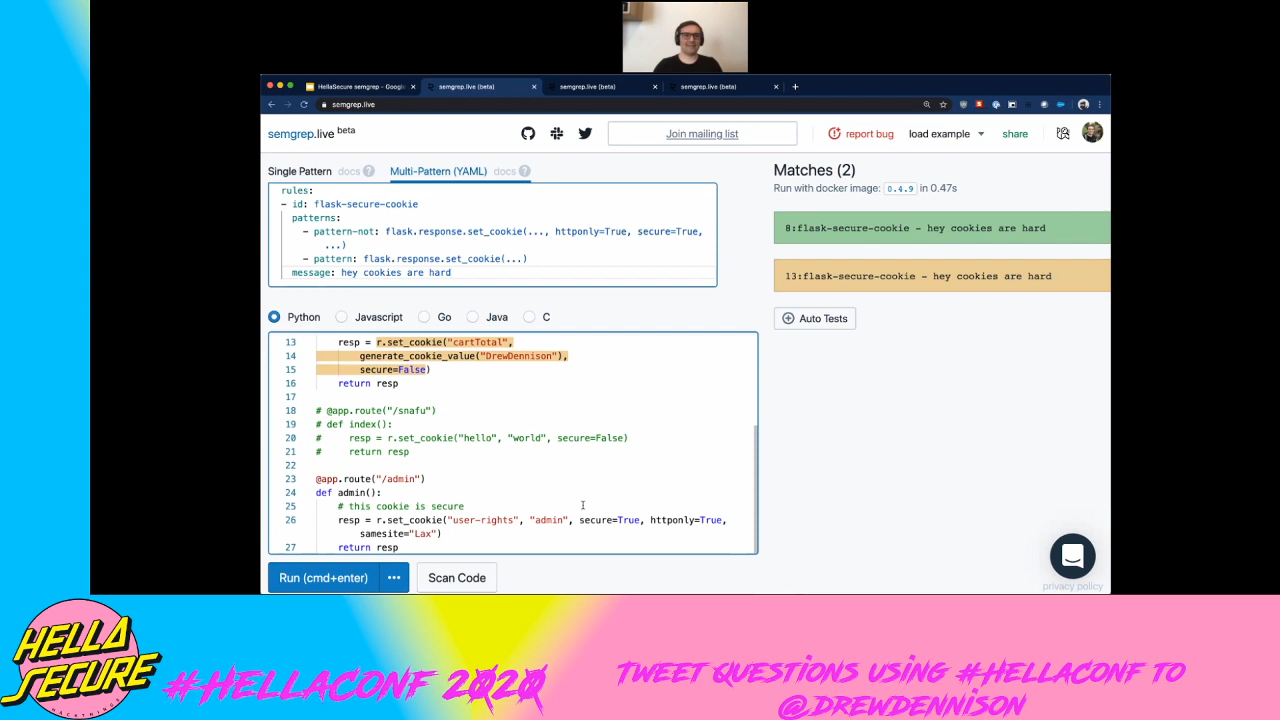 HellaSecure semgrep - Google
semgrep.live (beta)
semgrep.live (beta)
semgrep.live (beta)
semgrep.live
semgrep.live beta
Join mailing list
report bug
load example
share
Single Pattern docs ?
Multi-Pattern (YAML) docs ?
rules:
- id: flask-secure-cookie
patterns:
- pattern-not: flask.response.set_cookie(..., httponly=True, secure=True,
...)
- pattern: flask.response.set_cookie(...)
message: hey cookies are hard
Python Javascript Go Java C
13 resp = r.set_cookie("cartTotal",
14 generate_cookie_value("DrewDennison"),
15 secure=False)
16 return resp
17
18 # @app.route("/snafu")
19 # def index():
20 # resp = r.set_cookie("hello", "world", secure=False)
21 # return resp
22
23 @app.route("/admin")
24 def admin():
25 # this cookie is secure
26 resp = r.set_cookie("user-rights", "admin", secure=True, httponly=True,
samesite="Lax")
27 return resp
Run (cmd+enter) ...
Scan Code
Matches (2)
Run with docker image: 0.4.9 in 0.47s
8:flask-secure-cookie - hey cookies are hard
13:flask-secure-cookie - hey cookies are hard
Auto Tests
privacy policy
HELLA
SECURE
#HELLACONF 2020
TWEET QUESTIONS USING #HELLACONF TO
@DREWDENNISON